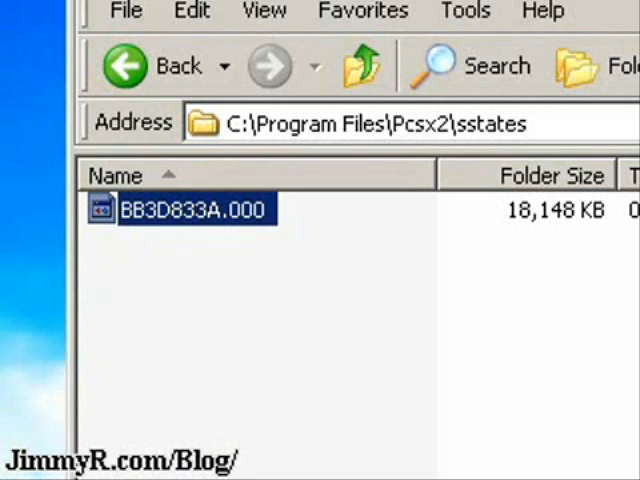 File Edit View Favorites Tools Help
Back Search
Address C:\Program Files\Pcsx2\sstates
Name Folder Size
BB3D833A.000 18,148 KB
JimmyR.com/Blog/